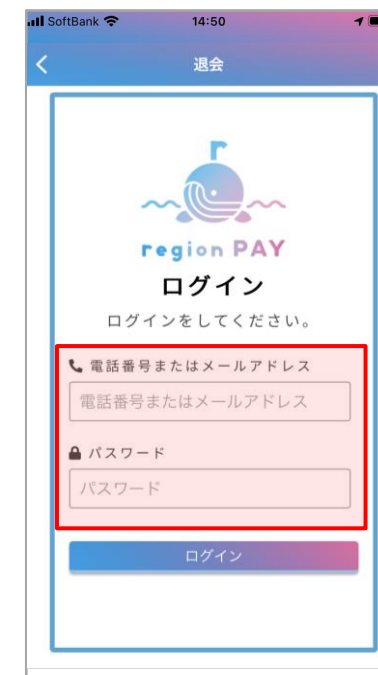 SoftBank 14:50
退会
region PAY
ログイン
ログインをしてください。
電話番号またはメールアドレス
電話番号またはメールアドレス
パスワード
パスワード
ログイン